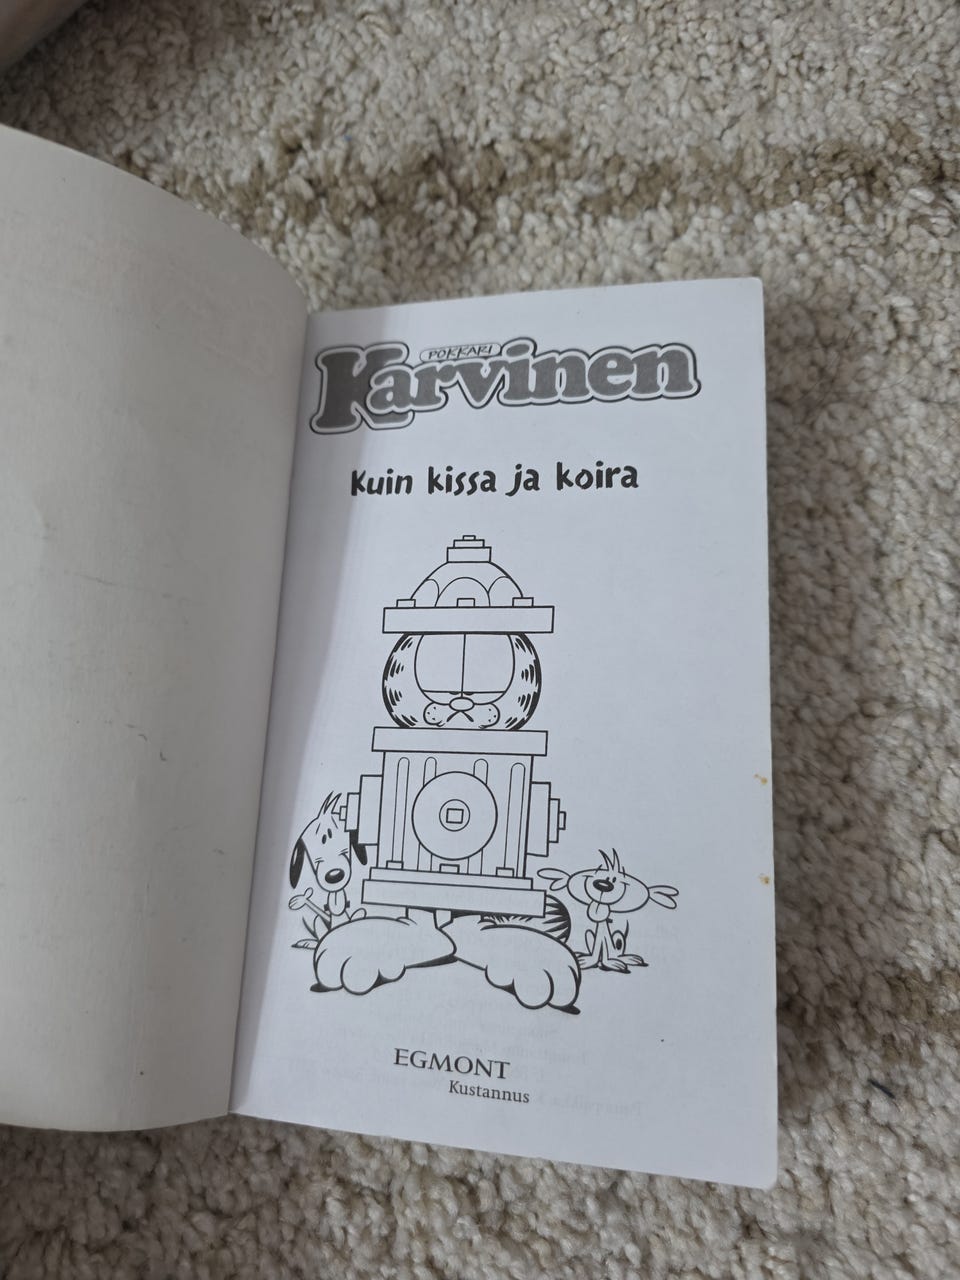 POKKARI
Karvinen
Kuin kissa ja koira
EGMONT
Kustannus